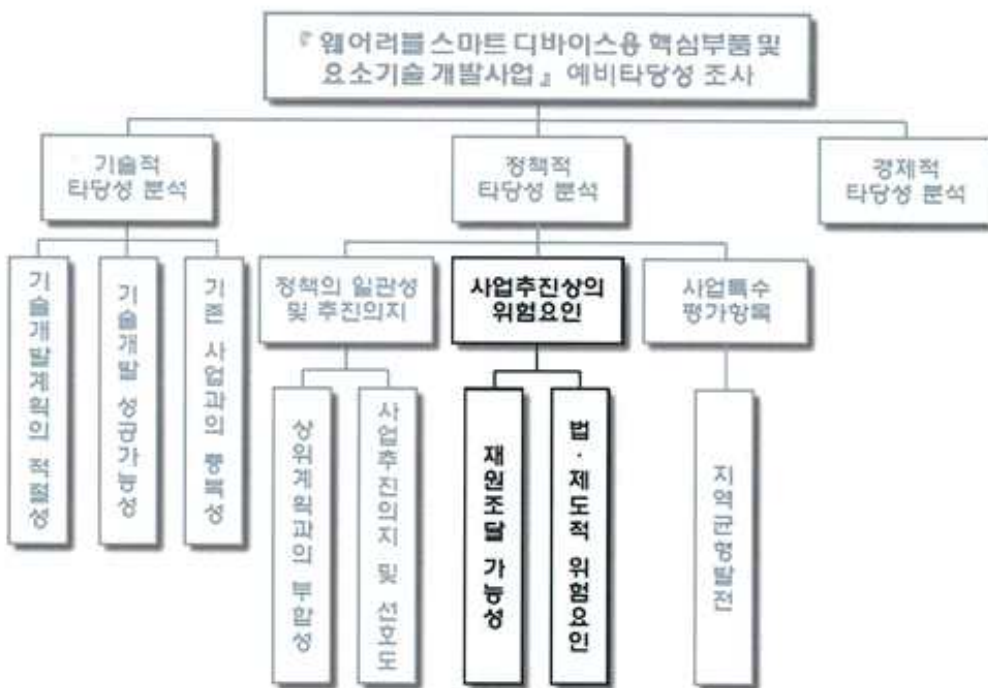 『웨어러블 스마트 디바이스용 핵심부품 및
요소기술 개발사업』 예비타당성 조사
기술적
타당성 분석
정책적
타당성 분석
경제적
타당성 분석
기술개발계획의 적절성
기술개발 성공가능성
기존 사업과의 중복성
정책의 일관성
및 추진의지
사업추진상의
위험요인
사업특수
평가항목
상위계획과의 부합성
사업추진의지 및 선호도
재원조달 가능성
법·제도적 위험요인
지역균형발전